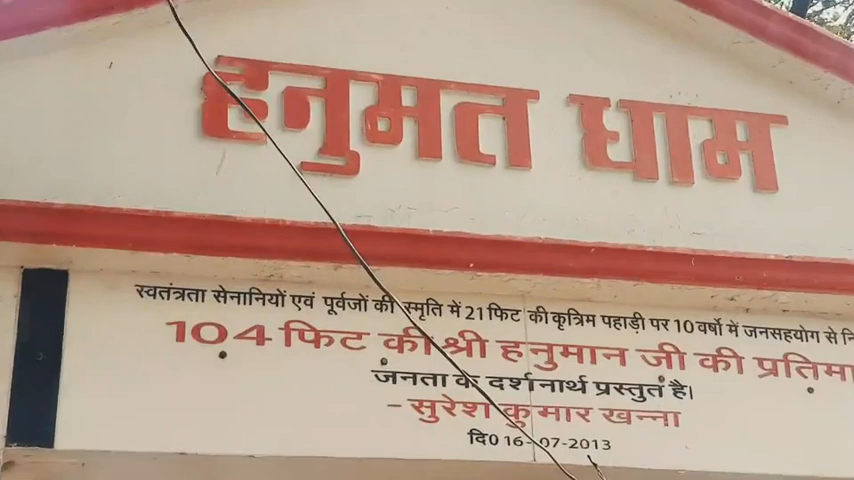 हनुमत धाम
स्वतंत्रता सेनानियों एवं पूर्वजों की स्मृति में 21फिट की कृत्रिम पहाड़ी पर 10 वर्षों में, जनसहयोग से
104 फिट की श्री हनुमान जी की प्रतिमा
जनता के दर्शनार्थ प्रस्तुत है।
- सुरेश कुमार खन्ना
दि0 16-07-2013